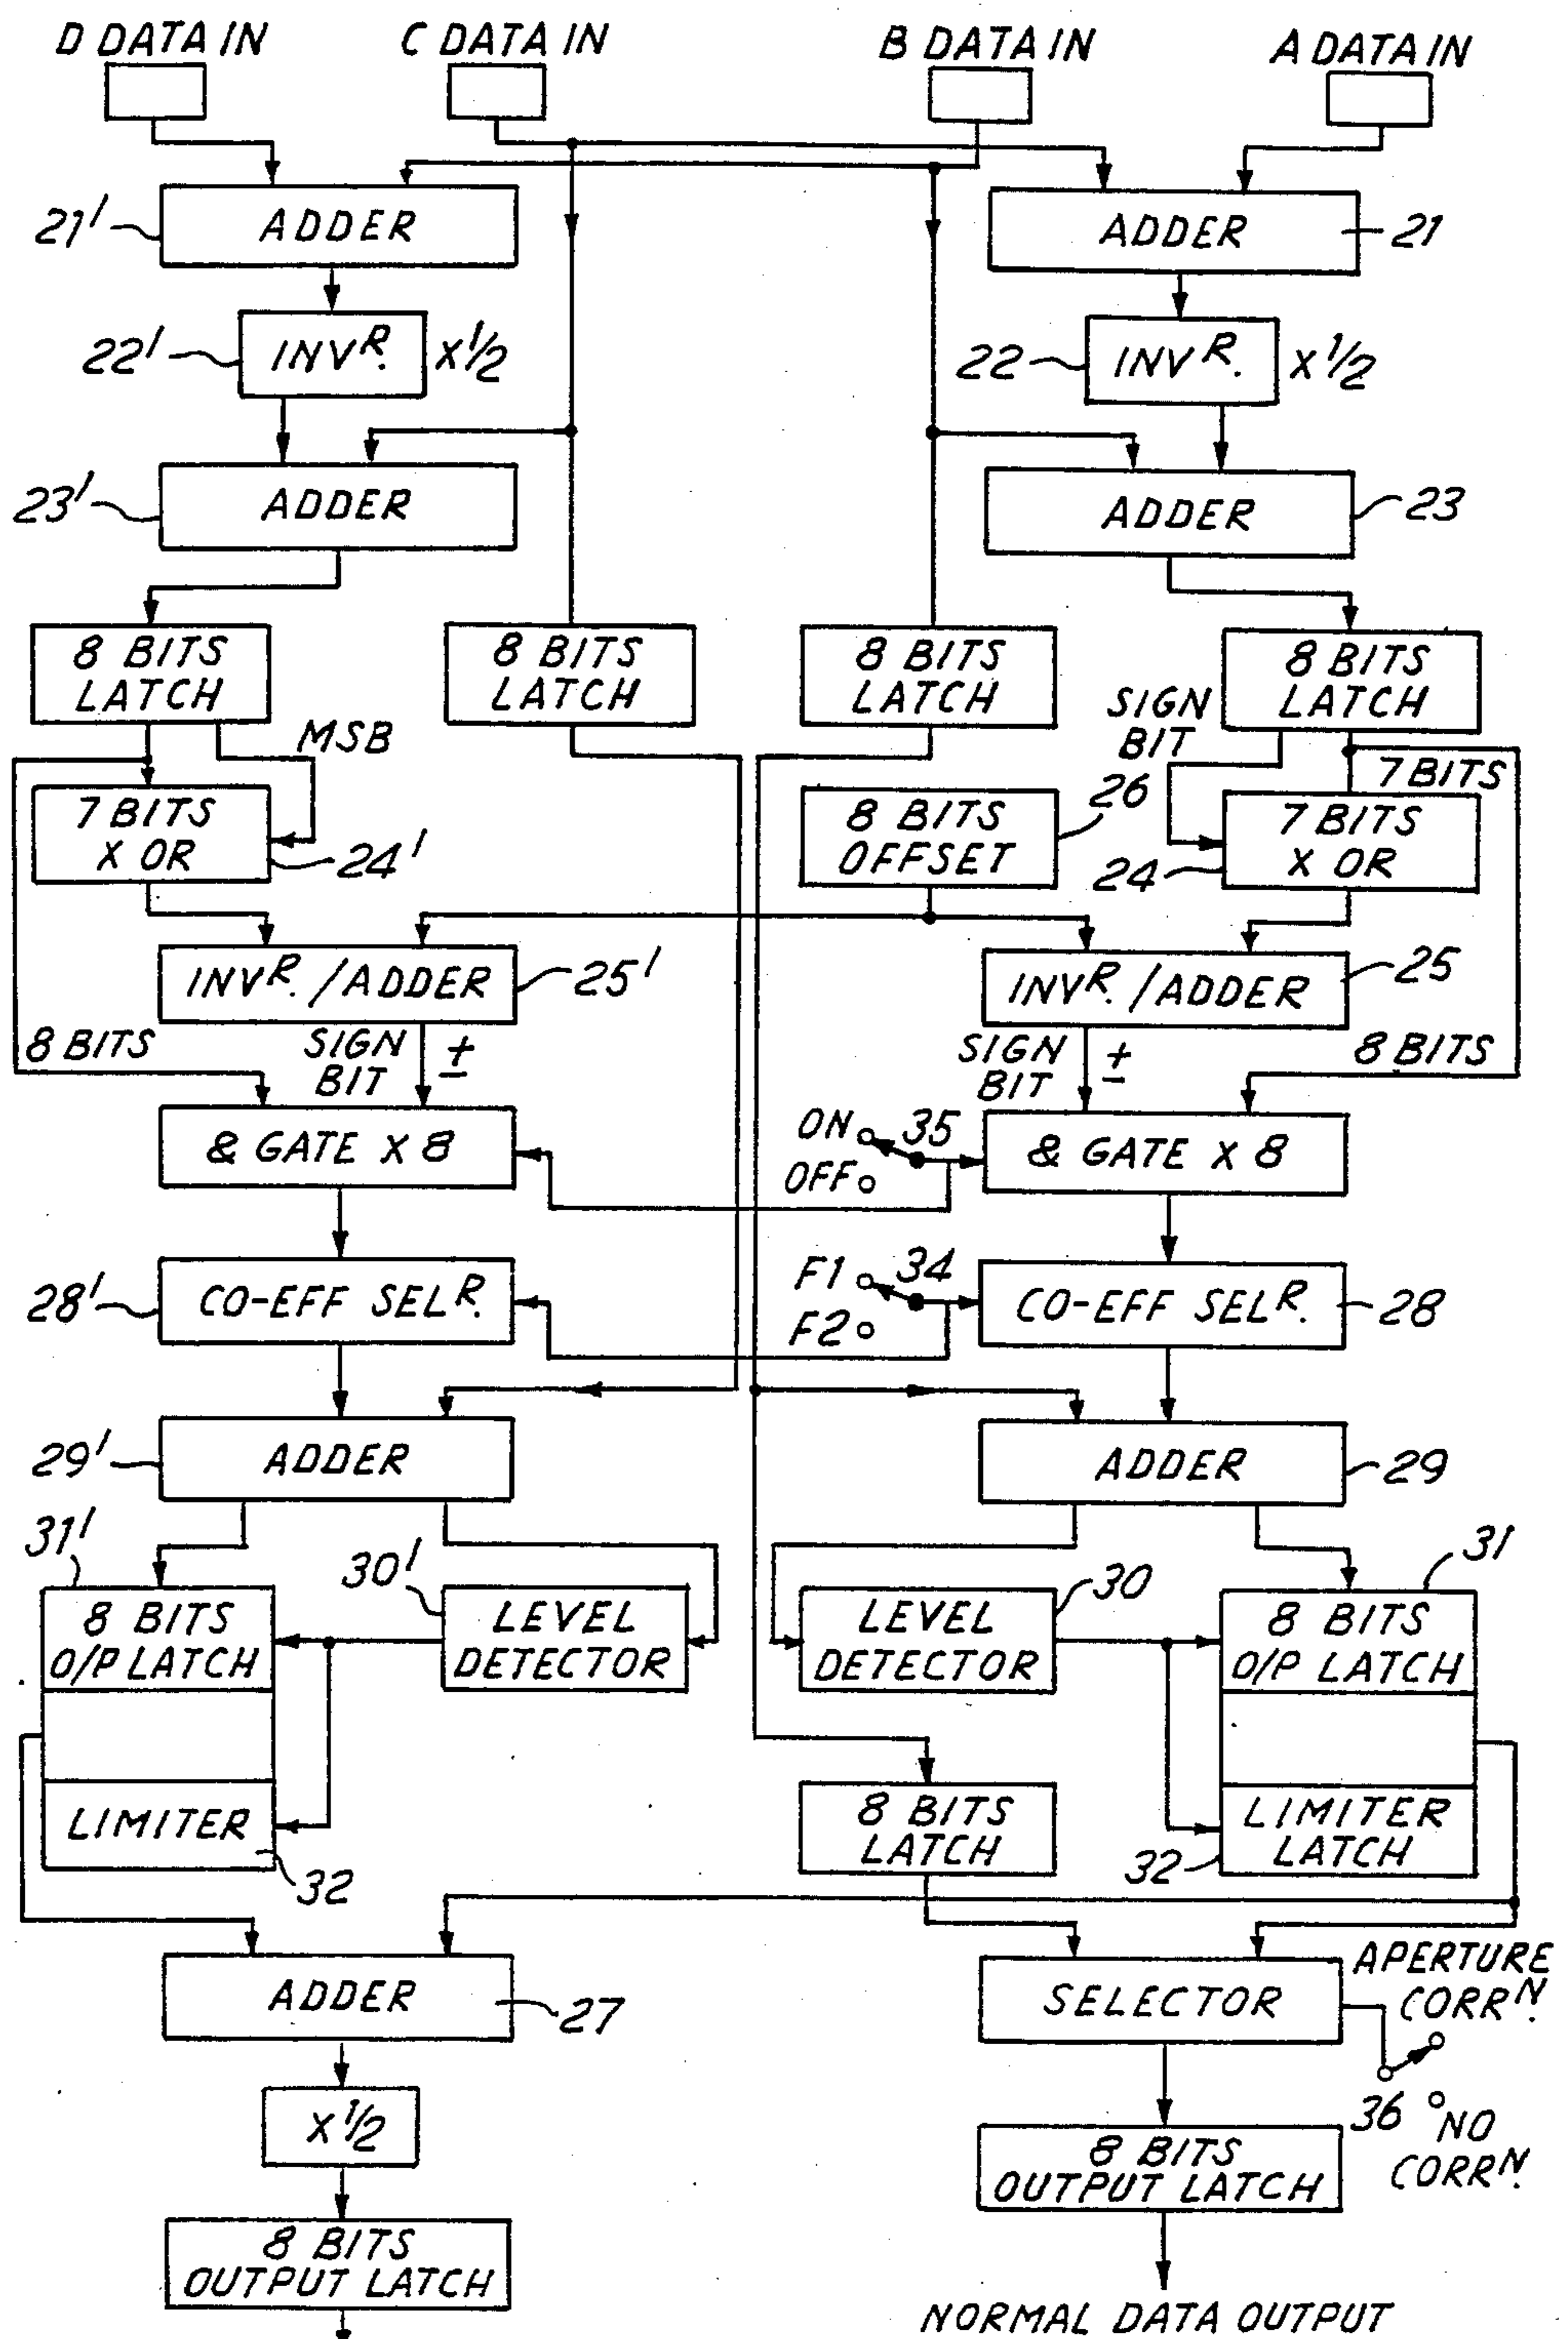 D DATA IN
C DATA IN
B DATA IN
A DATA IN
21'
ADDER
ADDER
21
22'
INVR.
X 1/2
22
INVR.
X 1/2
23'
ADDER
ADDER
23
8 BITS
LATCH
8 BITS
LATCH
8 BITS
LATCH
8 BITS
LATCH
MSB
SIGN
BIT
7 BITS
7 BITS
X OR
24'
8 BITS
OFFSET
26
24
7 BITS
X OR
INVR./ADDER
25'
INVR./ADDER
25
8 BITS
SIGN
BIT
±
SIGN
BIT
±
8 BITS
& GATE X 8
ON
OFF
35
& GATE X 8
28'
CO-EFF SELR.
F1
F2
34
CO-EFF SELR.
28
29'
ADDER
ADDER
29
31'
8 BITS
O/P LATCH
30'
LEVEL
DETECTOR
LEVEL
DETECTOR
30
8 BITS
O/P LATCH
31
LIMITER
32
8 BITS
LATCH
32
LIMITER
LATCH
ADDER
27
SELECTOR
APERTURE
CORRN.
36
NO
CORRN.
X 1/2
8 BITS
OUTPUT LATCH
8 BITS
OUTPUT LATCH
NORMAL DATA OUTPUT